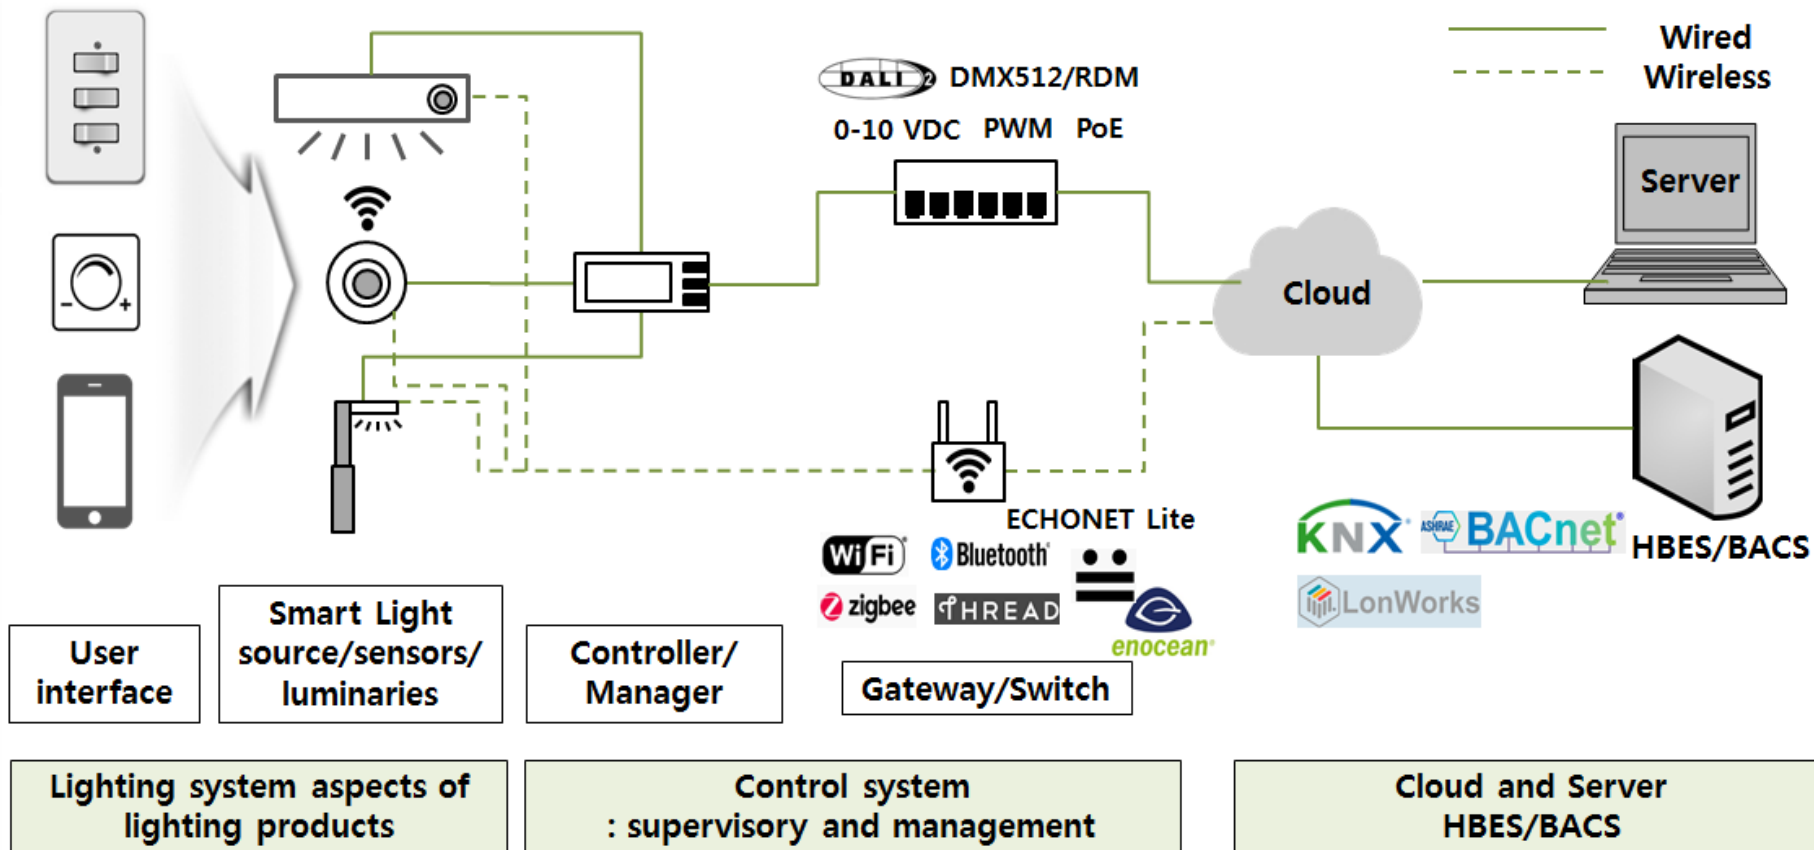 Wired
Wireless
DALI 2 DMX512/RDM
0-10 VDC PWM PoE
Server
Cloud
- +
ECHONET Lite
WiFi Bluetooth
zigbee THREAD
enocean®
KNX® ASHRAE BACnet®
HBES/BACS
LonWorks
User
interface
Smart Light
source/sensors/
luminaries
Controller/
Manager
Gateway/Switch
Lighting system aspects of
lighting products
Control system
: supervisory and management
Cloud and Server
HBES/BACS